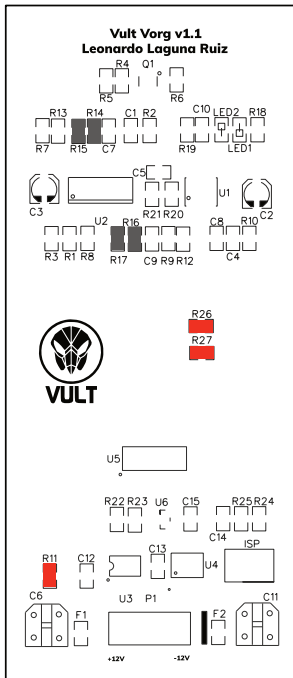 Vult Vorg v1.1
Leonardo Laguna Ruiz
R4 Q1
R5 R6
R13 R14 C1 R2 C10 LED2 R18
R7 R15 C7 R19 LED1
C5
U1
C3 R21 R20 C2
U2 R16 C8 R10
R3 R1 R8 R17 C9 R9 R12 C4
R26
R27
VULT
U5
R22 R23 U6 C15 R25 R24
C14
R11 C12 C13 U4 ISP
C6 U3 P1 C11
F1 F2
+12V -12V